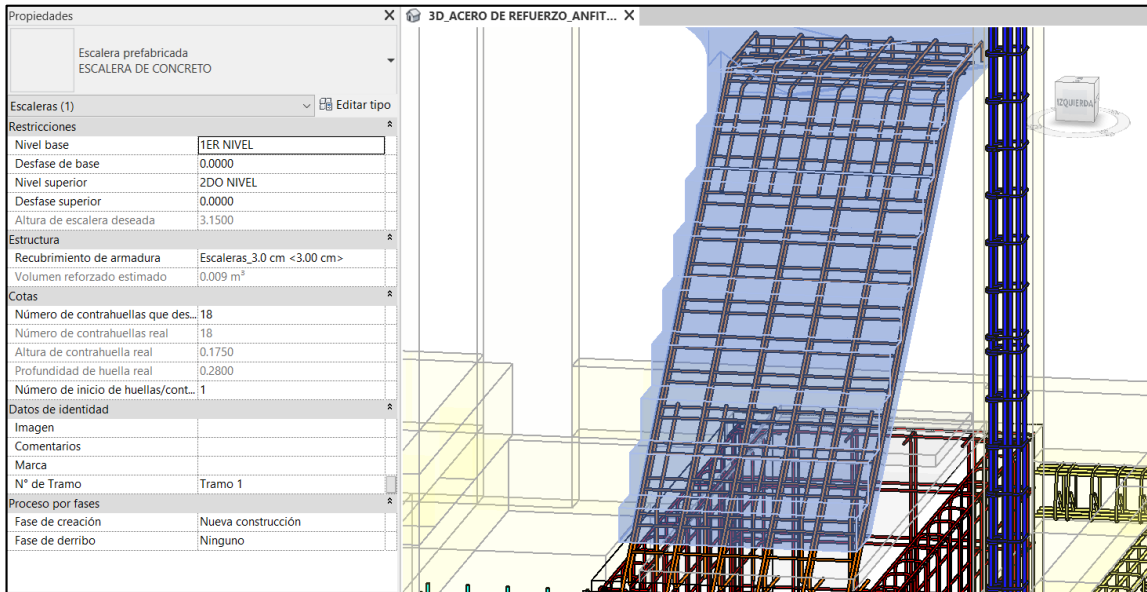 Propiedades
3D_ACERO DE REFUERZO_ANFIT...
Escalera prefabricada
ESCALERA DE CONCRETO
Escaleras (1)
Editar tipo
Restricciones
Nivel base 1ER NIVEL
Desfase de base 0.0000
Nivel superior 2DO NIVEL
Desfase superior 0.0000
Altura de escalera deseada 3.1500
Estructura
Recubrimiento de armadura Escaleras_3.0 cm <3.00 cm>
Volumen reforzado estimado 0.009 m³
Cotas
Número de contrahuellas que des... 18
Número de contrahuellas real 18
Altura de contrahuella real 0.1750
Profundidad de huella real 0.2800
Número de inicio de huellas/cont... 1
Datos de identidad
Imagen
Comentarios
Marca
N° de Tramo Tramo 1
Proceso por fases
Fase de creación Nueva construcción
Fase de derribo Ninguno
IZQUIERDA